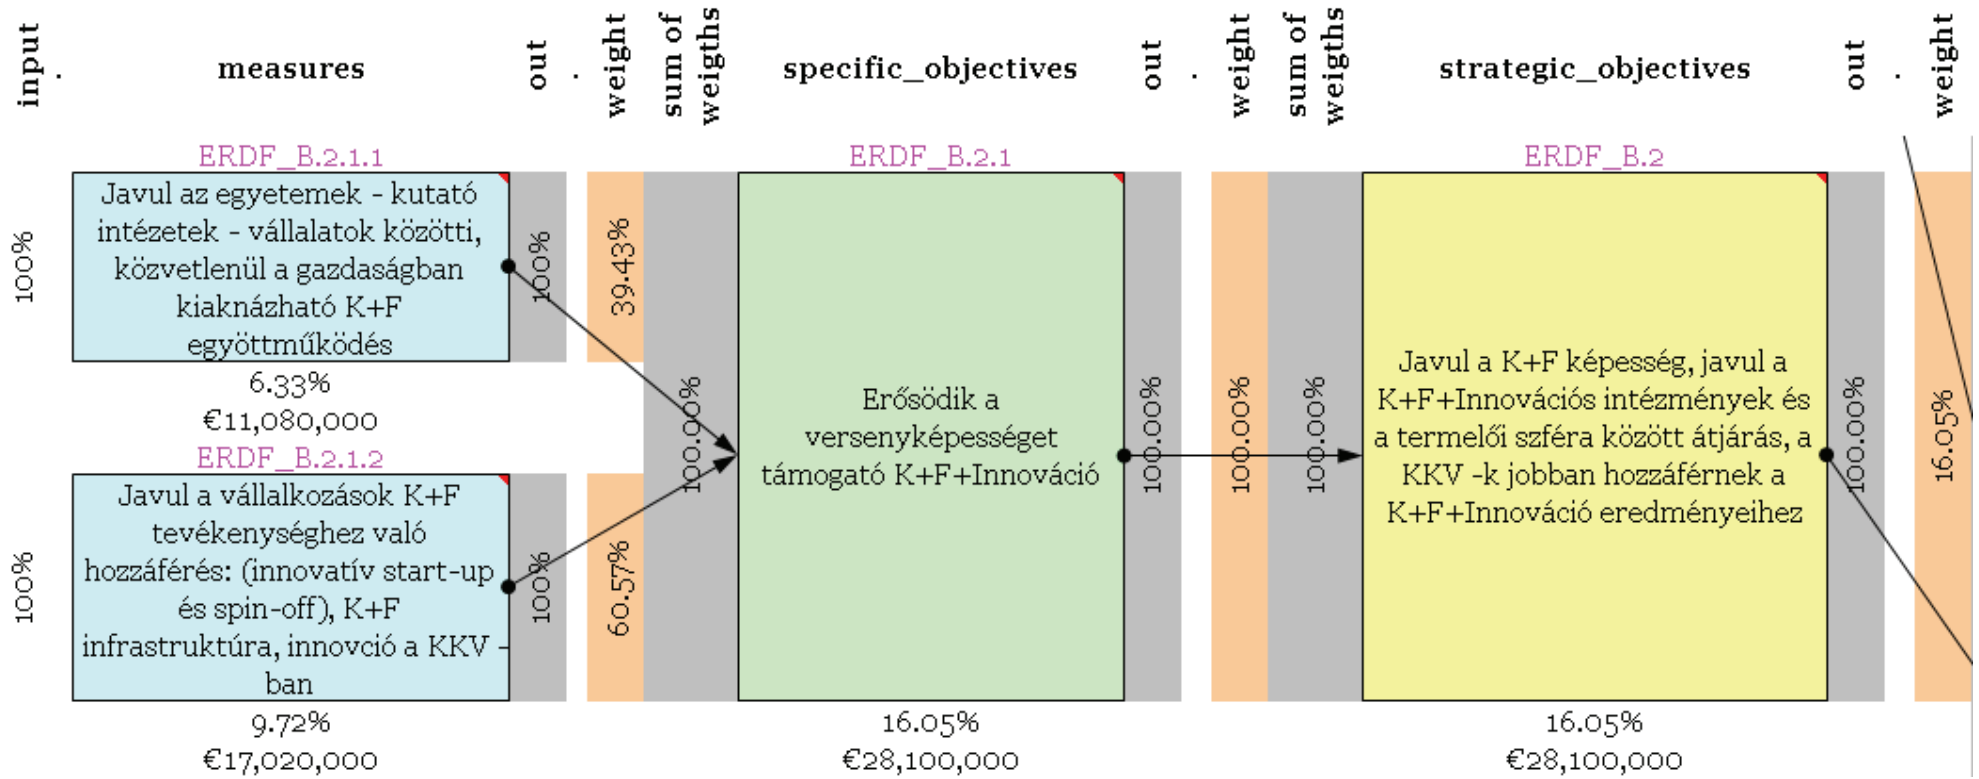 input
.
measures
out
.
weight
sum of
weigths
specific_objectives
out
.
weight
sum of
weigths
strategic_objectives
out
.
weight
ERDF_B.2.1.1
100%
Javul az egyetemek - kutató
intézetek - vállalatok közötti,
közvetlenül a gazdaságban
kiaknázható K+F
együttműködés
100%
39.43%
6.33%
€11,080,000
ERDF_B.2.1.2
100%
Javul a vállalkozások K+F
tevékenységhez való
hozzáférés: (innovatív start-up
és spin-off), K+F
infrastruktúra, innovció a KKV -
ban
100%
60.57%
9.72%
€17,020,000
100.00%
ERDF_B.2.1
Erősödik a
versenyképességet
támogató K+F+Innováció
100.00%
100.00%
16.05%
€28,100,000
100.00%
ERDF_B.2
Javul a K+F képesség, javul a
K+F+Innovációs intézmények és
a termelői szféra között átjárás, a
KKV -k jobban hozzáférnek a
K+F+Innováció eredményeihez
100.00%
16.05%
16.05%
€28,100,000